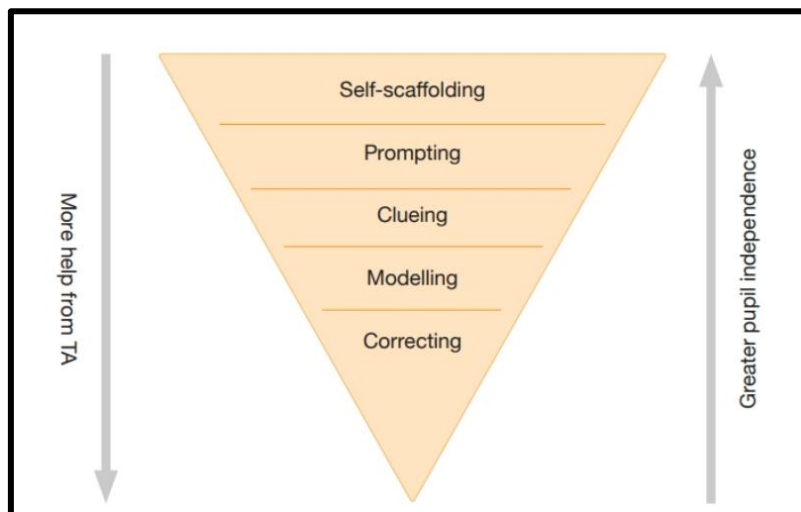 Self-scaffolding
Prompting
Clueing
Modelling
Correcting
More help from TA
Greater pupil independence